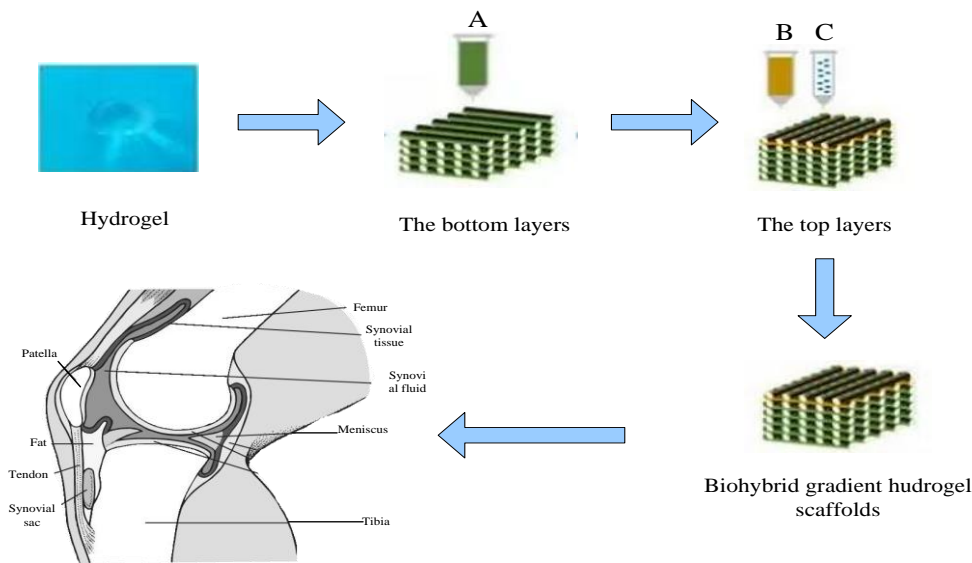 A
B C
Hydrogel
The bottom layers
The top layers
Femur
Synovial
tissue
Patella
Synovi
al fluid
Meniscus
Fat
Tendon
Synovial
sac
Tibia
Biohybrid gradient hudrogel
scaffolds